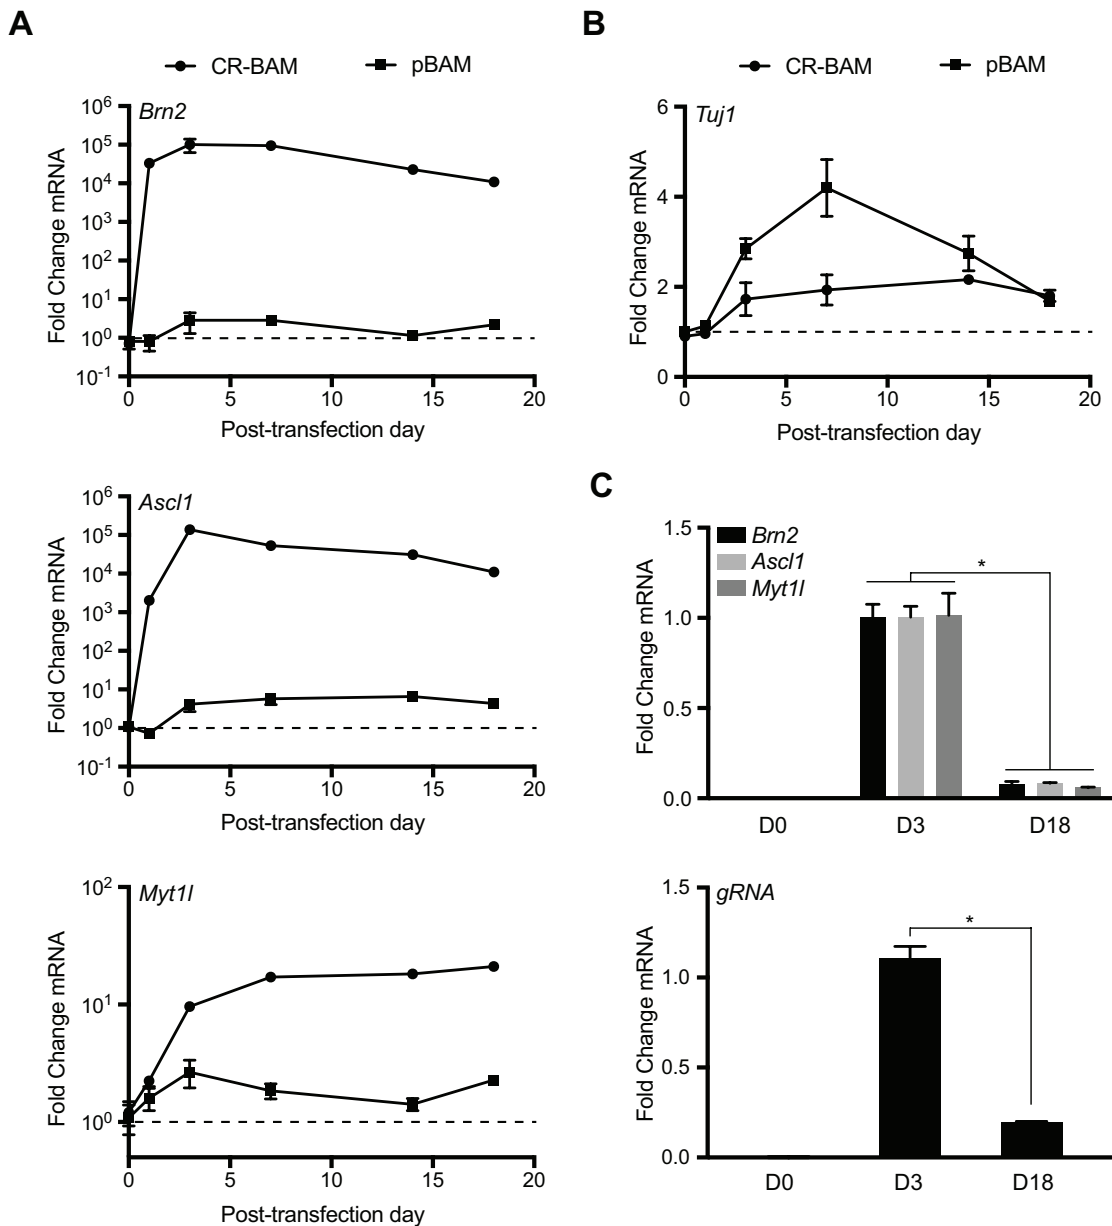 A
CR-BAM pBAM
Brn2
Fold Change mRNA
10^6
10^5
10^4
10^3
10^2
10^1
10^0
10^-1
0 5 10 15 20
Post-transfection day
B
CR-BAM pBAM
Tuj1
Fold Change mRNA
6
4
2
0
0 5 10 15 20
Post-transfection day
Ascl1
Fold Change mRNA
10^6
10^5
10^4
10^3
10^2
10^1
10^0
10^-1
0 5 10 15 20
Post-transfection day
C
Brn2
Ascl1
Myt1l
*
Fold Change mRNA
1.5
1.0
0.5
0.0
D0 D3 D18
Myt1l
Fold Change mRNA
10^2
10^1
10^0
0 5 10 15 20
Post-transfection day
gRNA
*
Fold Change mRNA
1.5
1.0
0.5
0.0
D0 D3 D18